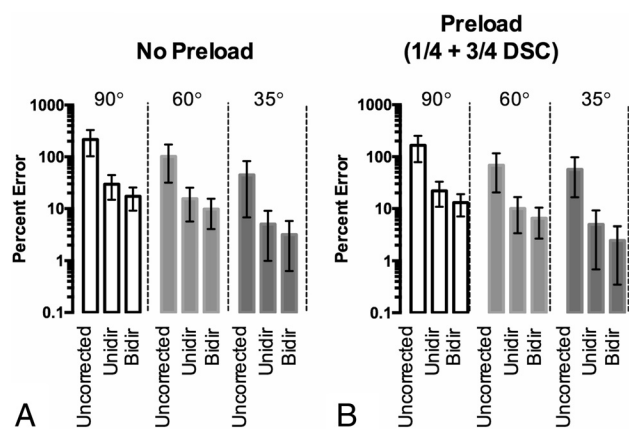 No Preload
90° 60° 35°
Percent Error
1000
100
10
1
0.1
Uncorrected
Unidir
Bidir
Uncorrected
Unidir
Bidir
Uncorrected
Unidir
Bidir
A
Preload
(1/4 + 3/4 DSC)
90° 60° 35°
Percent Error
1000
100
10
1
0.1
Uncorrected
Unidir
Bidir
Uncorrected
Unidir
Bidir
Uncorrected
Unidir
Bidir
B